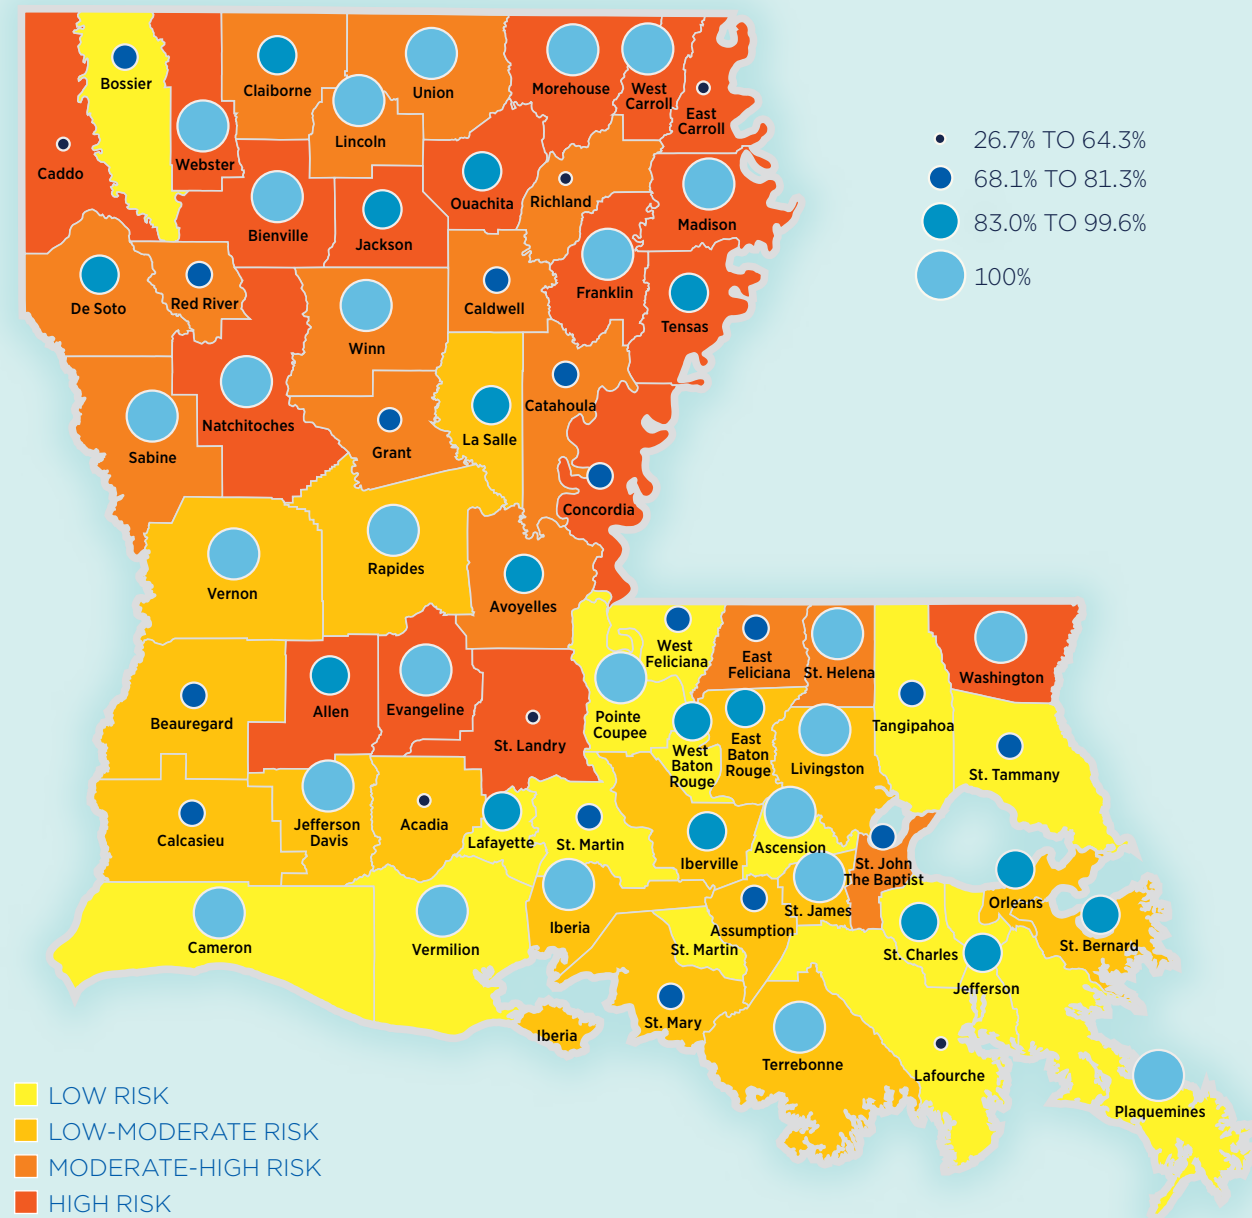 Bossier
Claiborne
Union
Morehouse
West
Carroll
East
Carroll
Lincoln
Webster
Caddo
Ouachita
Richland
Madison
Bienville
Jackson
26.7% TO 64.3%
68.1% TO 81.3%
83.0% TO 99.6%
100%
De Soto
Red River
Caldwell
Franklin
Tensas
Winn
Natchitoches
Sabine
Grant
La Salle
Catahoula
Concordia
Vernon
Rapides
Avoyelles
West
Feliciana
East
Feliciana
St. Helena
Washington
Beauregard
Allen
Evangeline
St. Landry
Pointe
Coupee
West
Baton
Rouge
East
Baton
Rouge
Livingston
Tangipahoa
St. Tammany
Calcasieu
Jefferson
Davis
Acadia
Lafayette
St. Martin
Iberville
Ascension
St. John
The Baptist
Orleans
St. Bernard
Cameron
Vermilion
Iberia
St. Martin
Assumption
St. James
St. Charles
Jefferson
Iberia
St. Mary
Terrebonne
Lafourche
Plaquemines
LOW RISK
LOW-MODERATE RISK
MODERATE-HIGH RISK
HIGH RISK